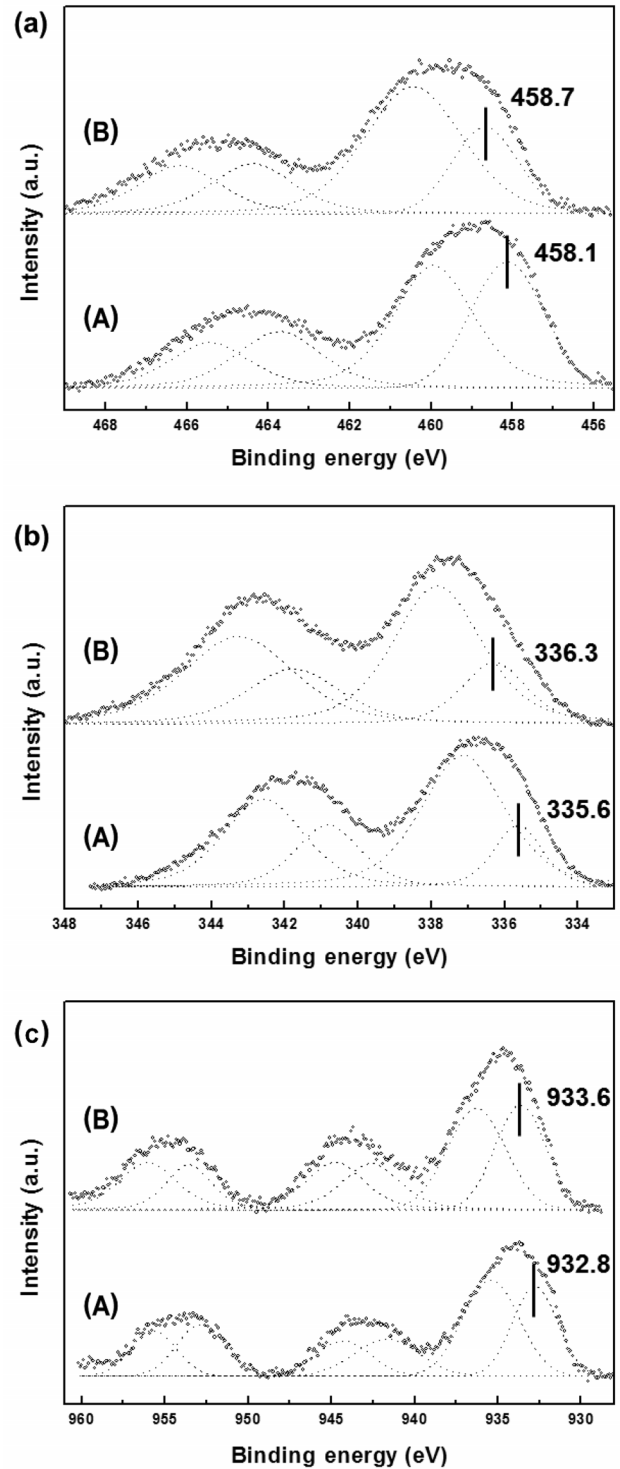 (a)
458.7
(B)
458.1
(A)
Intensity (a.u.)
468 466 464 462 460 458 456
Binding energy (eV)
(b)
(B)
336.3
335.6
(A)
Intensity (a.u.)
348 346 344 342 340 338 336 334
Binding energy (eV)
(c)
933.6
(B)
932.8
(A)
Intensity (a.u.)
960 955 950 945 940 935 930
Binding energy (eV)